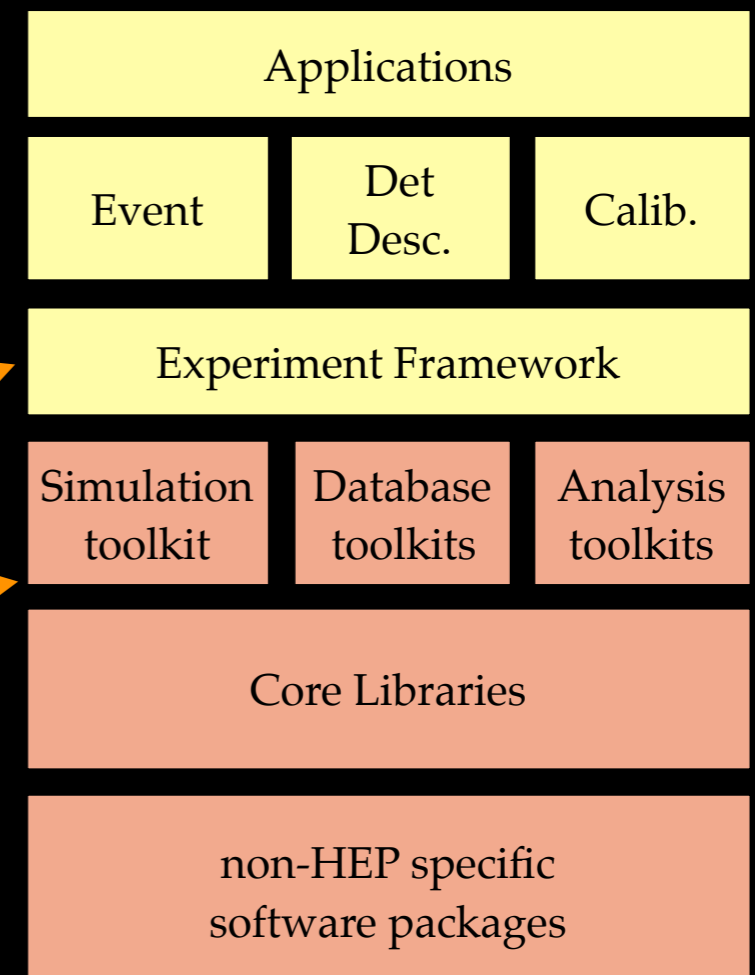 Applications
Event
Det
Desc.
Calib.
Experiment Framework
Simulation
toolkit
Database
toolkits
Analysis
toolkits
Core Libraries
non-HEP specific
software packages